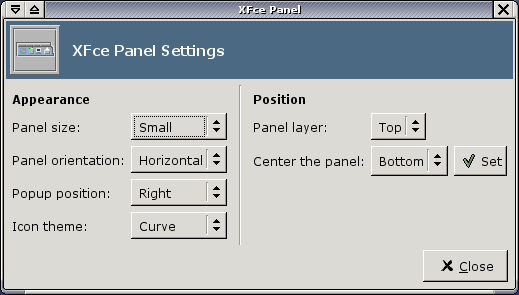 XFce Panel
XFce Panel Settings
Appearance
Panel size: Small
Panel orientation: Horizontal
Popup position: Right
Icon theme: Curve
Position
Panel layer: Top
Center the panel: Bottom Set
Close